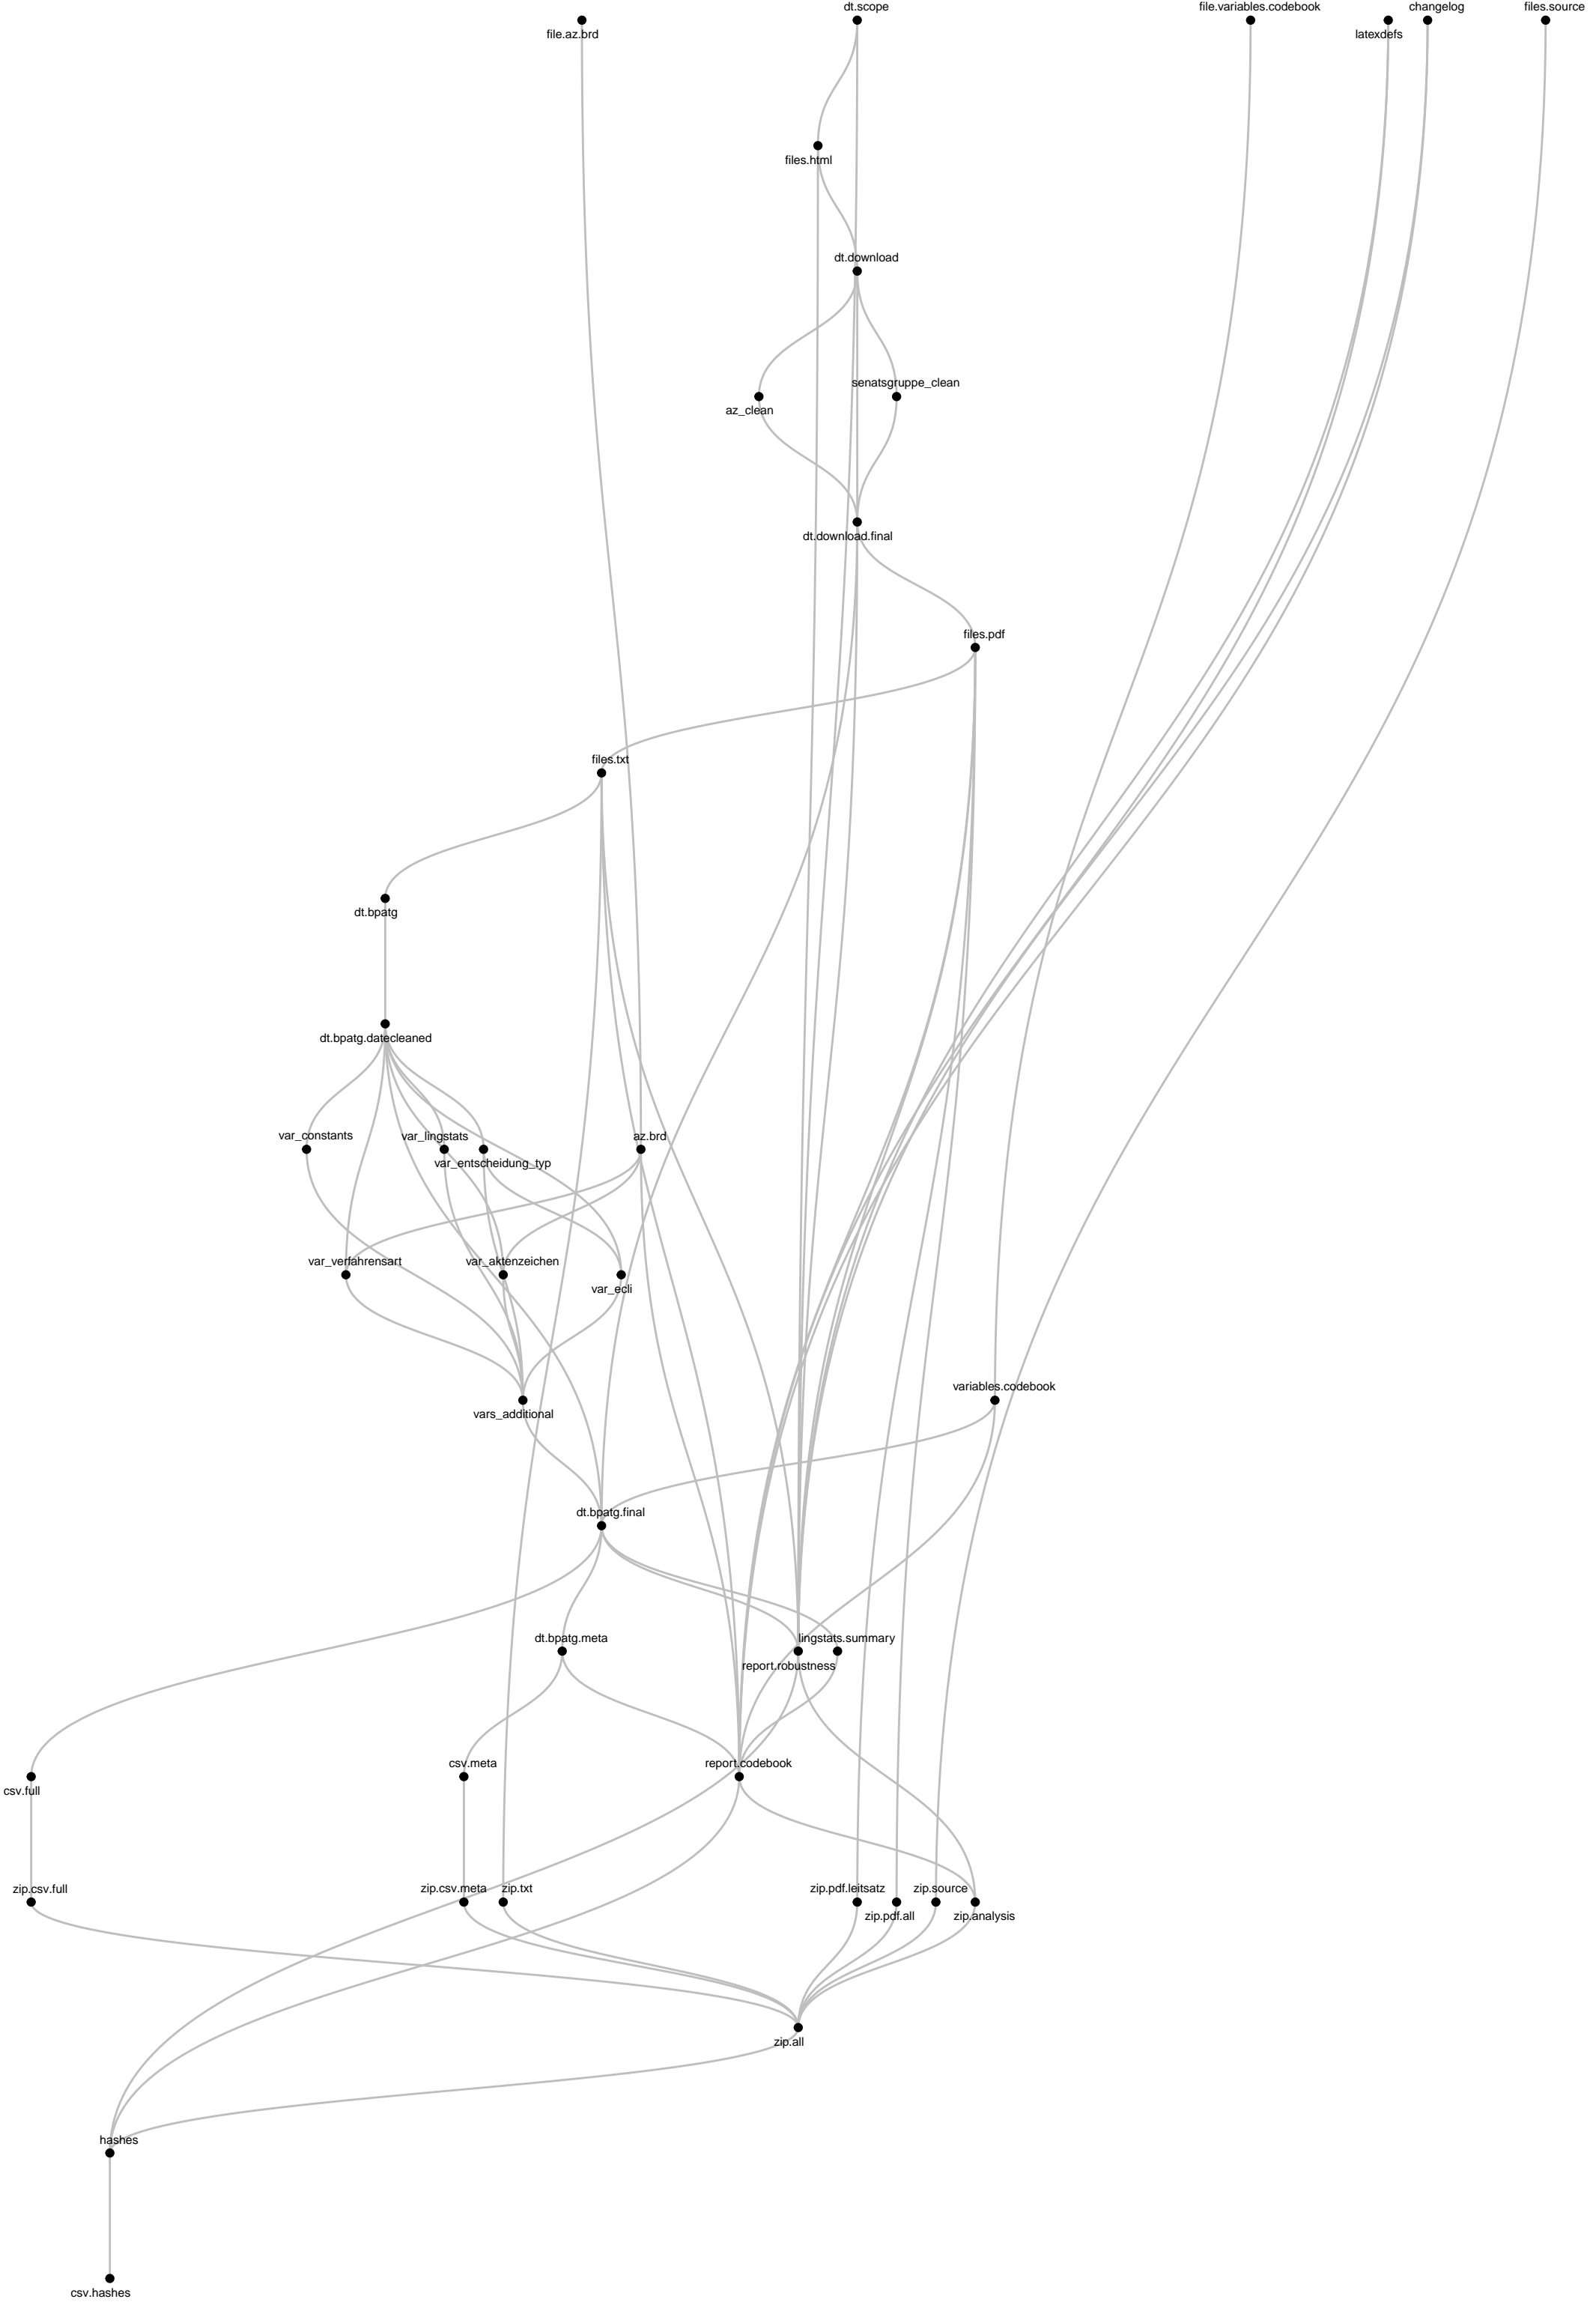 dt.scope
file.variables.codebook
changelog
files.source
file.az.brd
latexdefs
files.html
dt.download
senatsgruppe_clean
az_clean
dt.download.final
files.pdf
files.txt
dt.bpatg
dt.bpatg.datecleaned
var_constants
var_lingstats
az.brd
var_entscheidung_typ
var_verfahrensart
var_aktenzeichen
var_ecli
variables.codebook
vars_additional
dt.bpatg.final
dt.bpatg.meta
lingstats.summary
report.robustness
csv.meta
report.codebook
csv.full
zip.csv.full
zip.csv.meta
zip.txt
zip.pdf.leitsatz
zip.source
zip.pdf.all
zip.analysis
zip.all
hashes
csv.hashes